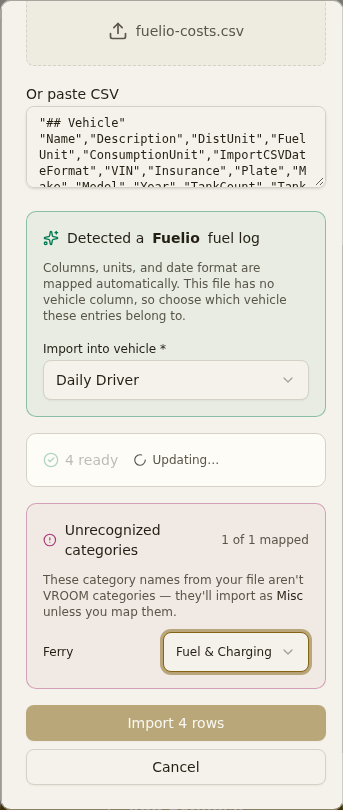 fuelio-costs.csv
Or paste CSV
"## Vehicle"
"Name","Description","DistUnit","Fuel
Unit","ConsumptionUnit","ImportCSVDat
eFormat","VIN","Insurance","Plate","M
ake","Model","Year","TankCount","Tank
Detected a Fuelio fuel log
Columns, units, and date format are
mapped automatically. This file has no
vehicle column, so choose which vehicle
these entries belong to.
Import into vehicle *
Daily Driver
4 ready Updating…
Unrecognized
categories
1 of 1 mapped
These category names from your file aren't
VROOM categories — they'll import as Misc
unless you map them.
Ferry
Fuel & Charging
Import 4 rows
Cancel